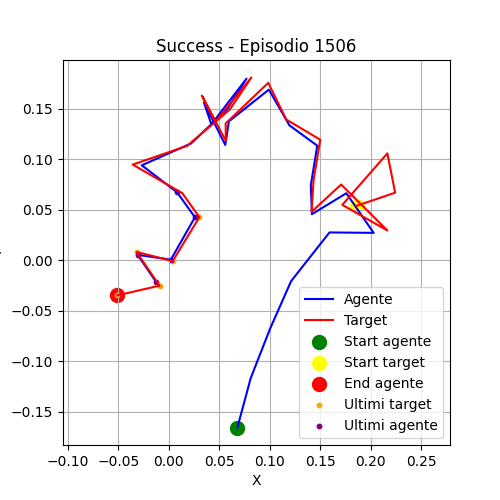 Success - Episodio 1506
0.15
0.10
0.05
0.00
−0.05
−0.10
−0.15
Agente
Target
Start agente
Start target
End agente
Ultimi target
Ultimi agente
−0.10 −0.05 0.00 0.05 0.10 0.15 0.20 0.25
X